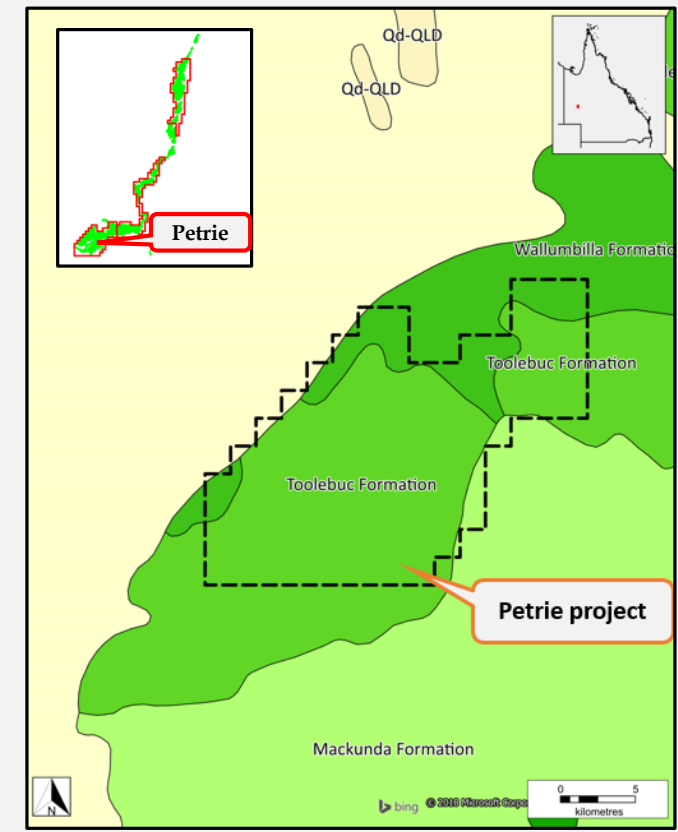 Qd-QLD
Qd-QLD
Petrie
Wallumbilla Formatio
Toolebuc Formation
Toolebuc Formation
Petrie project
Mackunda Formation
N
bing © 2018 Microsoft Corpo
0 5
kilometres